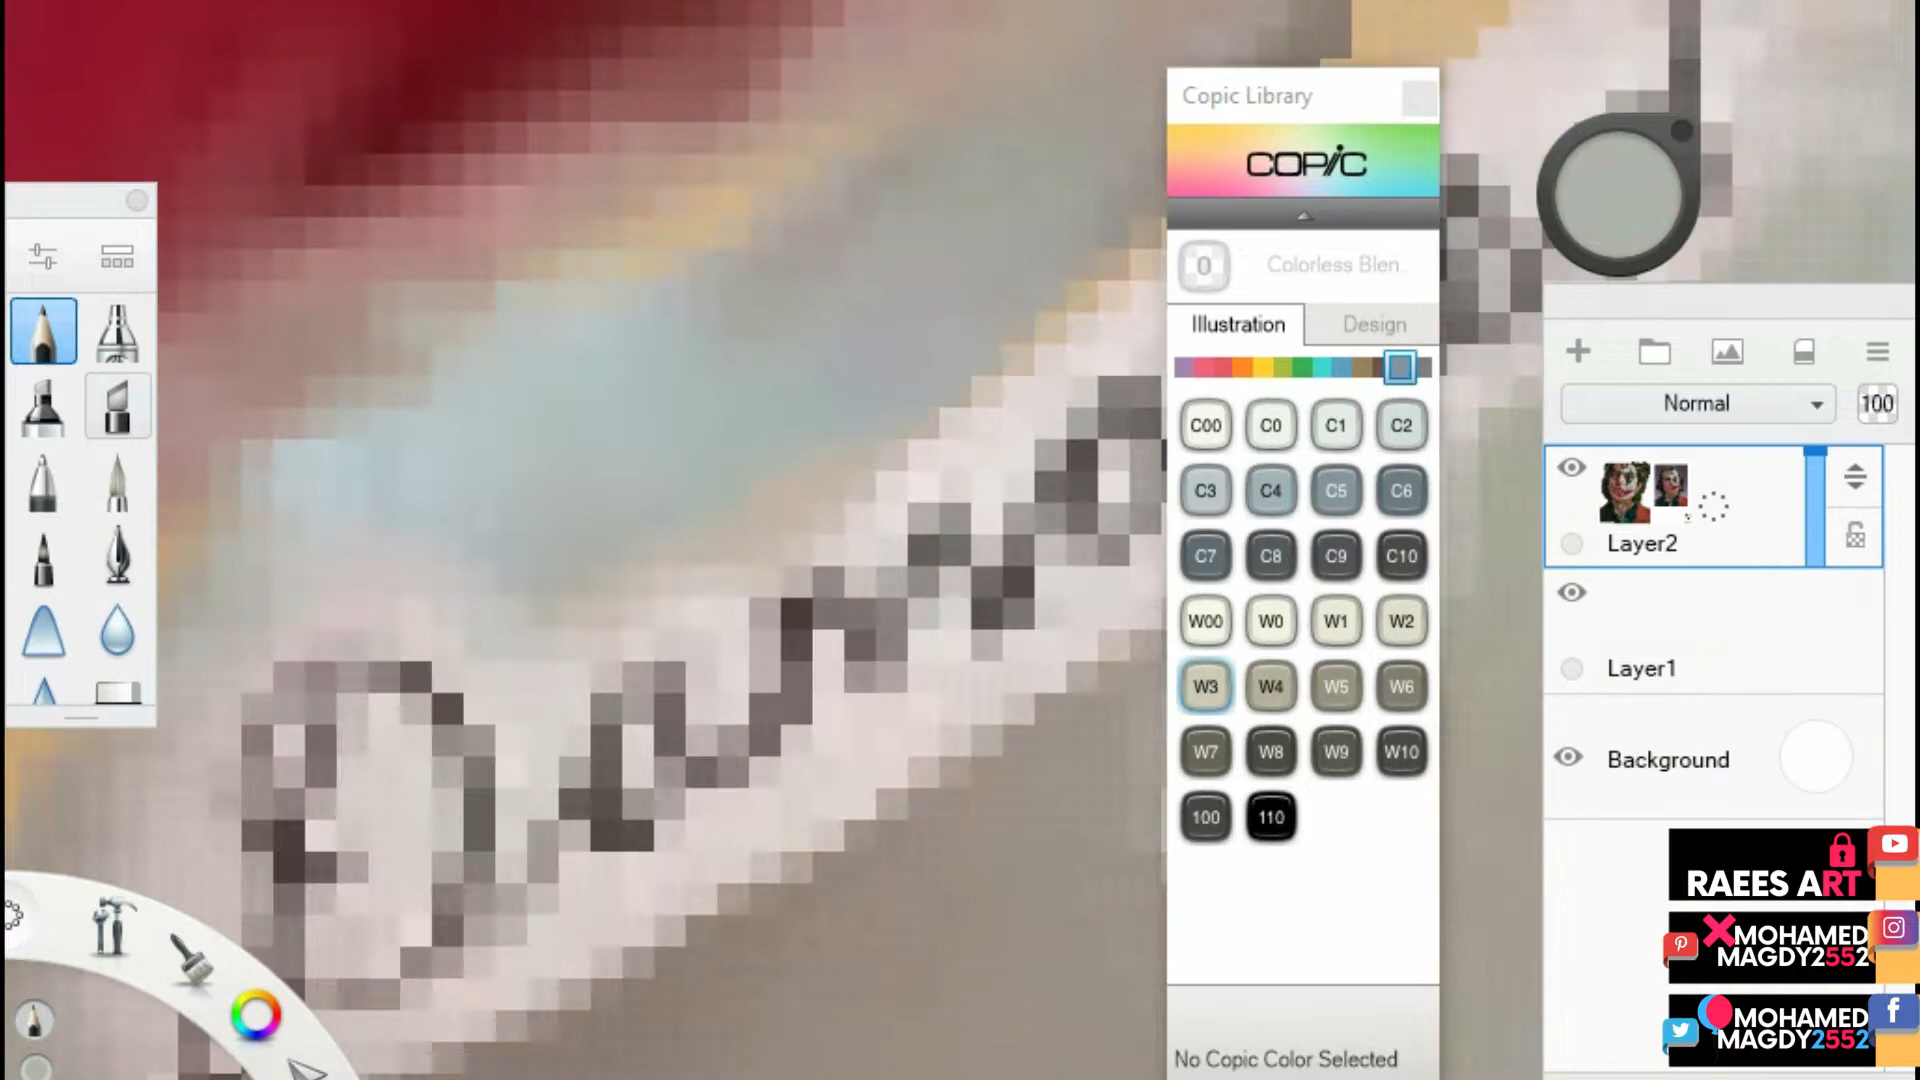 Copic Library
COPIC
0 Colorless Blen
Illustration Design
C00 C0 C1 C2
C3 C4 C5 C6
C7 C8 C9 C10
W00 W0 W1 W2
W3 W4 W5 W6
W7 W8 W9 W10
100 110
No Copic Color Selected
Normal 100
Layer2
Layer1
Background
RAEES ART
MOHAMED
MAGDY2552
MOHAMED
MAGDY2552